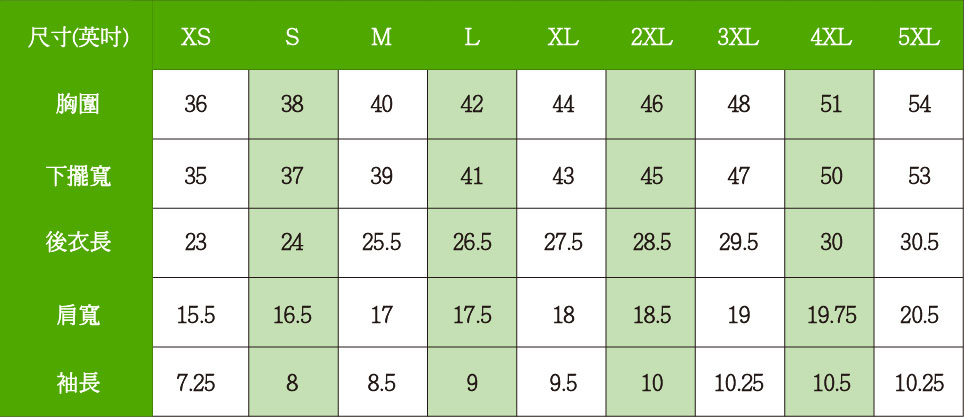 尺寸(英吋) XS S M L XL 2XL 3XL 4XL 5XL
胸圍 36 38 40 42 44 46 48 51 54
下擺寬 35 37 39 41 43 45 47 50 53
後衣長 23 24 25.5 26.5 27.5 28.5 29.5 30 30.5
肩寬 15.5 16.5 17 17.5 18 18.5 19 19.75 20.5
袖長 7.25 8 8.5 9 9.5 10 10.25 10.5 10.25